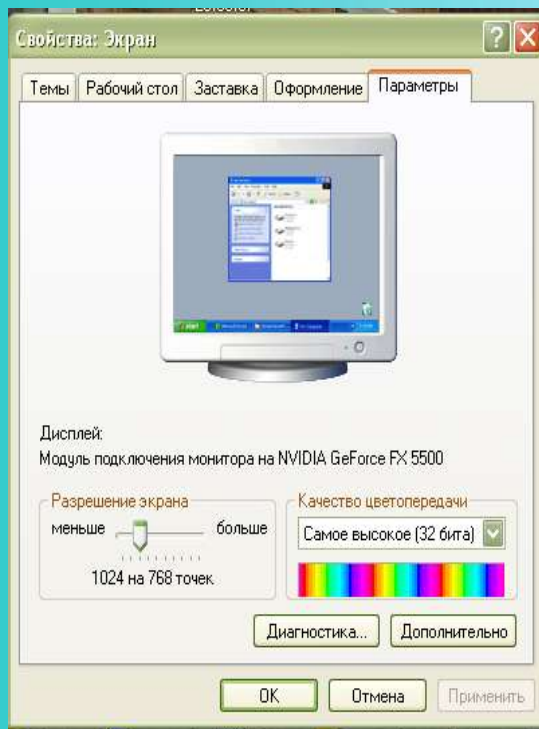 Свойства: Экран
Темы
Рабочий стол
Заставка
Оформление
Параметры
Дисплей:
Модуль подключения монитора на NVIDIA GeForce FX 5500
Разрешение экрана
меньше
больше
1024 на 768 точек
Качество цветопередачи
Самое высокое (32 бита)
Диагностика...
Дополнительно
OK
Отмена
Применить